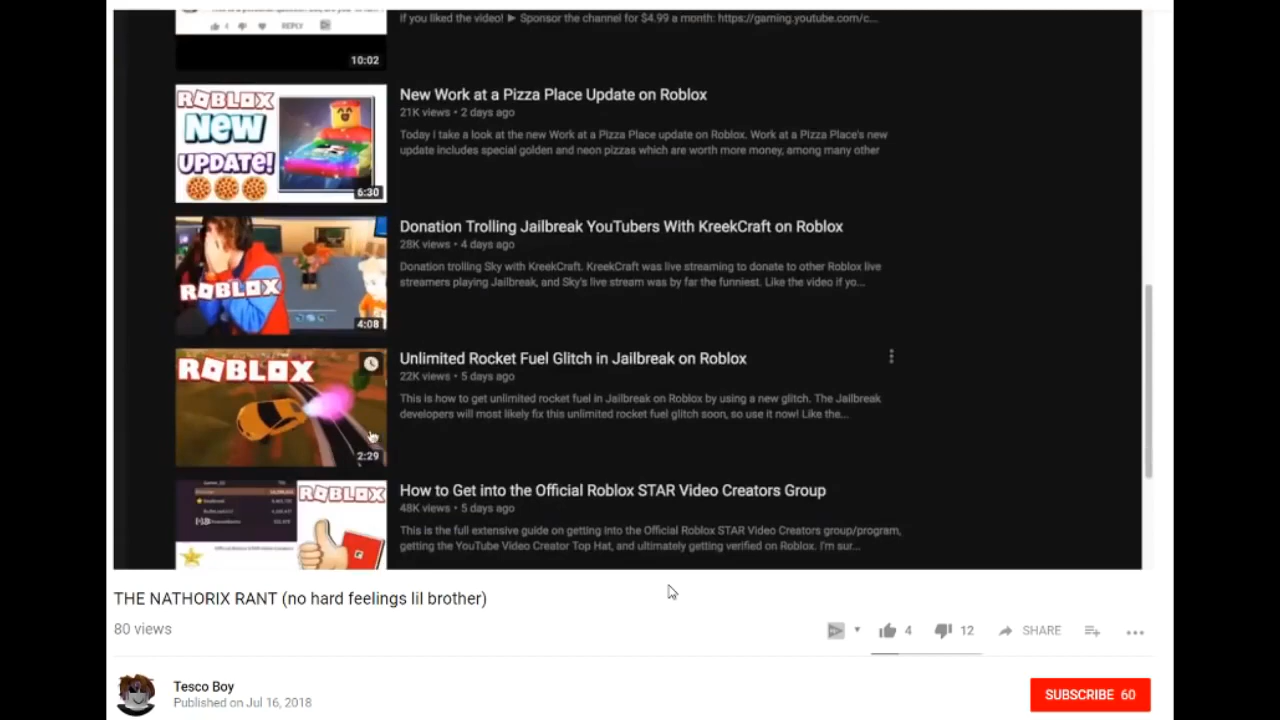 if you liked the video! ► Sponsor the channel for $4.99 a month: https://gaming.youtube.com/c...
4 REPLY
10:02
ROBLOX
NEW
UPDATE!
6:30
New Work at a Pizza Place Update on Roblox
21K views • 2 days ago
Today I take a look at the new Work at a Pizza Place update on Roblox. Work at a Pizza Place's new
update includes special golden and neon pizzas which are worth more money, among many other
ROBLOX
4:08
Donation Trolling Jailbreak YouTubers With KreekCraft on Roblox
28K views • 4 days ago
Donation trolling Sky with KreekCraft. KreekCraft was live streaming to donate to other Roblox live
streamers playing Jailbreak, and Sky's live stream was by far the funniest. Like the video if yo...
ROBLOX
2:29
Unlimited Rocket Fuel Glitch in Jailbreak on Roblox
22K views • 5 days ago
This is how to get unlimited rocket fuel in Jailbreak on Roblox by using a new glitch. The Jailbreak
developers will most likely fix this unlimited rocket fuel glitch soon, so use it now! Like the...
ROBLOX
How to Get into the Official Roblox STAR Video Creators Group
48K views • 5 days ago
This is the full extensive guide on getting into the Official Roblox STAR Video Creators group/program,
getting the YouTube Video Creator Top Hat, and ultimately getting verified on Roblox. I'm sur...
THE NATHORIX RANT (no hard feelings lil brother)
80 views
4 12 SHARE
Tesco Boy
Published on Jul 16, 2018
SUBSCRIBE 60